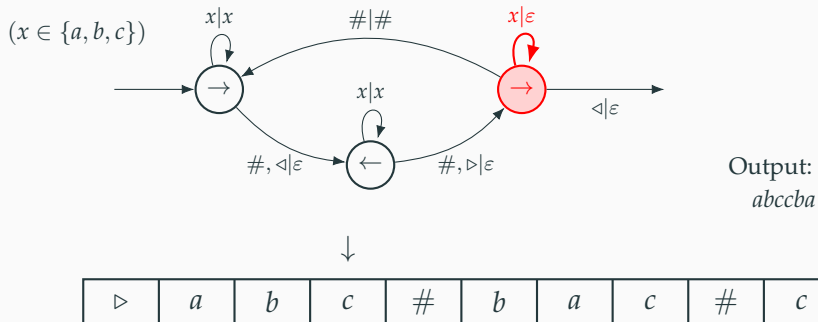 (x ∈ {a, b, c})
x|x
#|#
x|ε
→
→
x|x
◁|ε
#, ◁|ε
←
#, ▷|ε
Output:
abccba
↓
▷ a b c # b a c # c